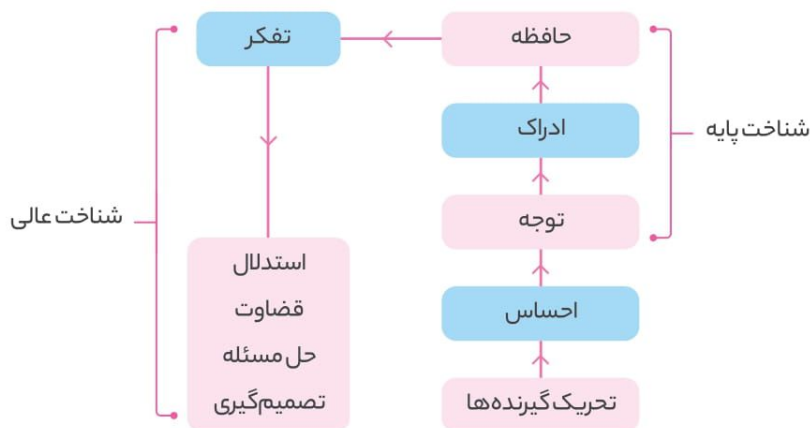 حافظه
تفکر
ادراک
شناخت پایه
توجه
شناخت عالی
استدلال
قضاوت
حل مسئله
تصمیم‌گیری
احساس
تحریک گیرنده‌ها